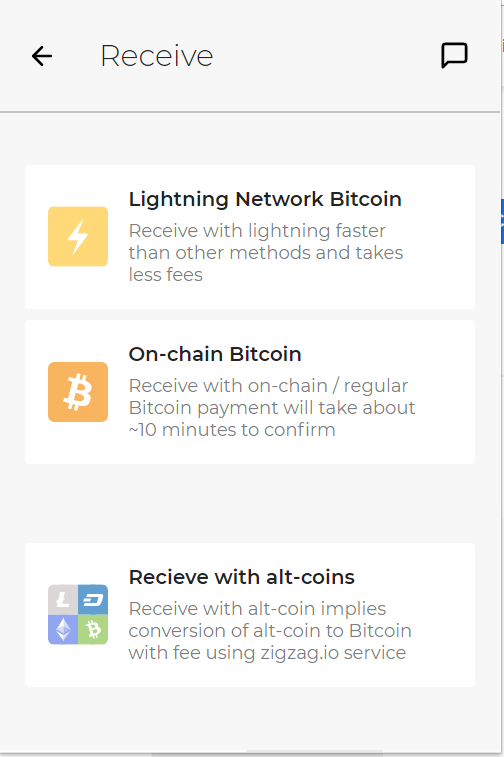 Receive
Lightning Network Bitcoin
Receive with lightning faster
than other methods and takes
less fees
On-chain Bitcoin
Receive with on-chain / regular
Bitcoin payment will take about
~10 minutes to confirm
Recieve with alt-coins
Receive with alt-coin implies
conversion of alt-coin to Bitcoin
with fee using zigzag.io service